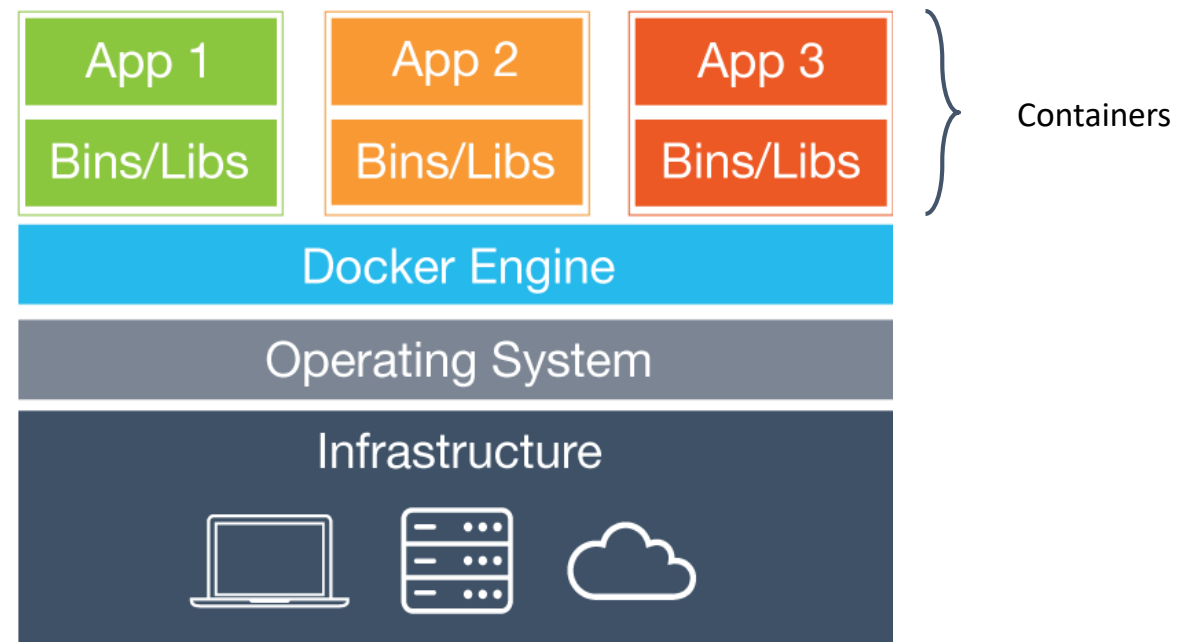 App 1
App 2
App 3
Containers
Bins/Libs
Bins/Libs
Bins/Libs
Docker Engine
Operating System
Infrastructure